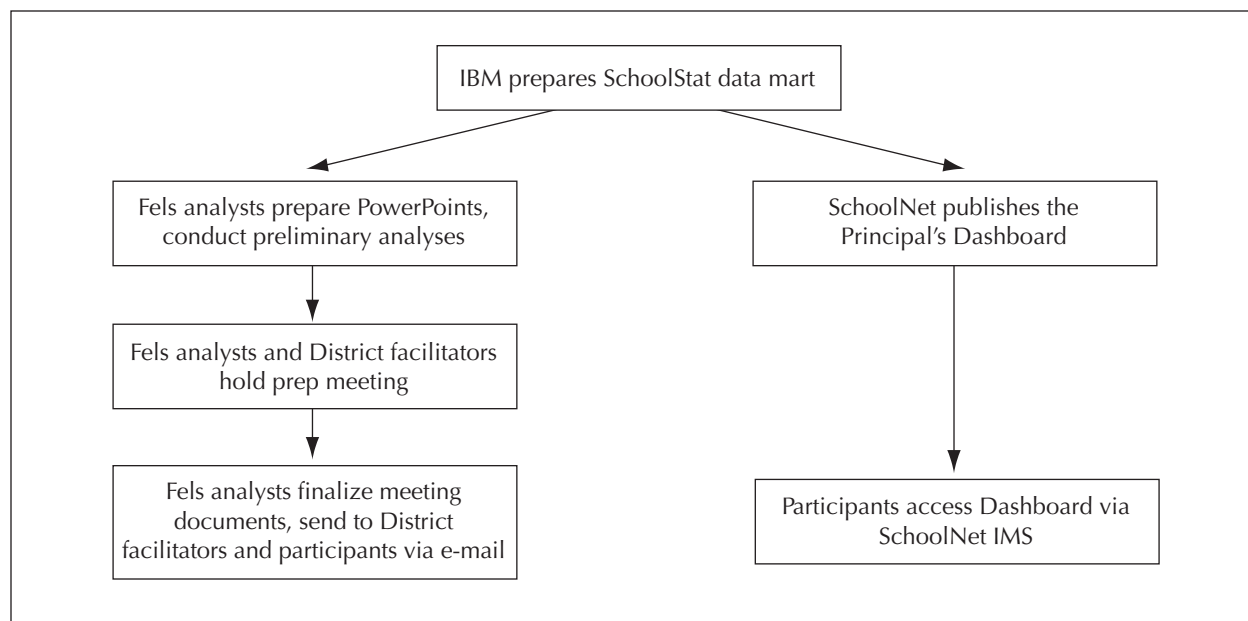 IBM prepares SchoolStat data mart
Fels analysts prepare PowerPoints,
conduct preliminary analyses
SchoolNet publishes the
Principal’s Dashboard
Fels analysts and District facilitators
hold prep meeting
Fels analysts finalize meeting
documents, send to District
facilitators and participants via e-mail
Participants access Dashboard via
SchoolNet IMS